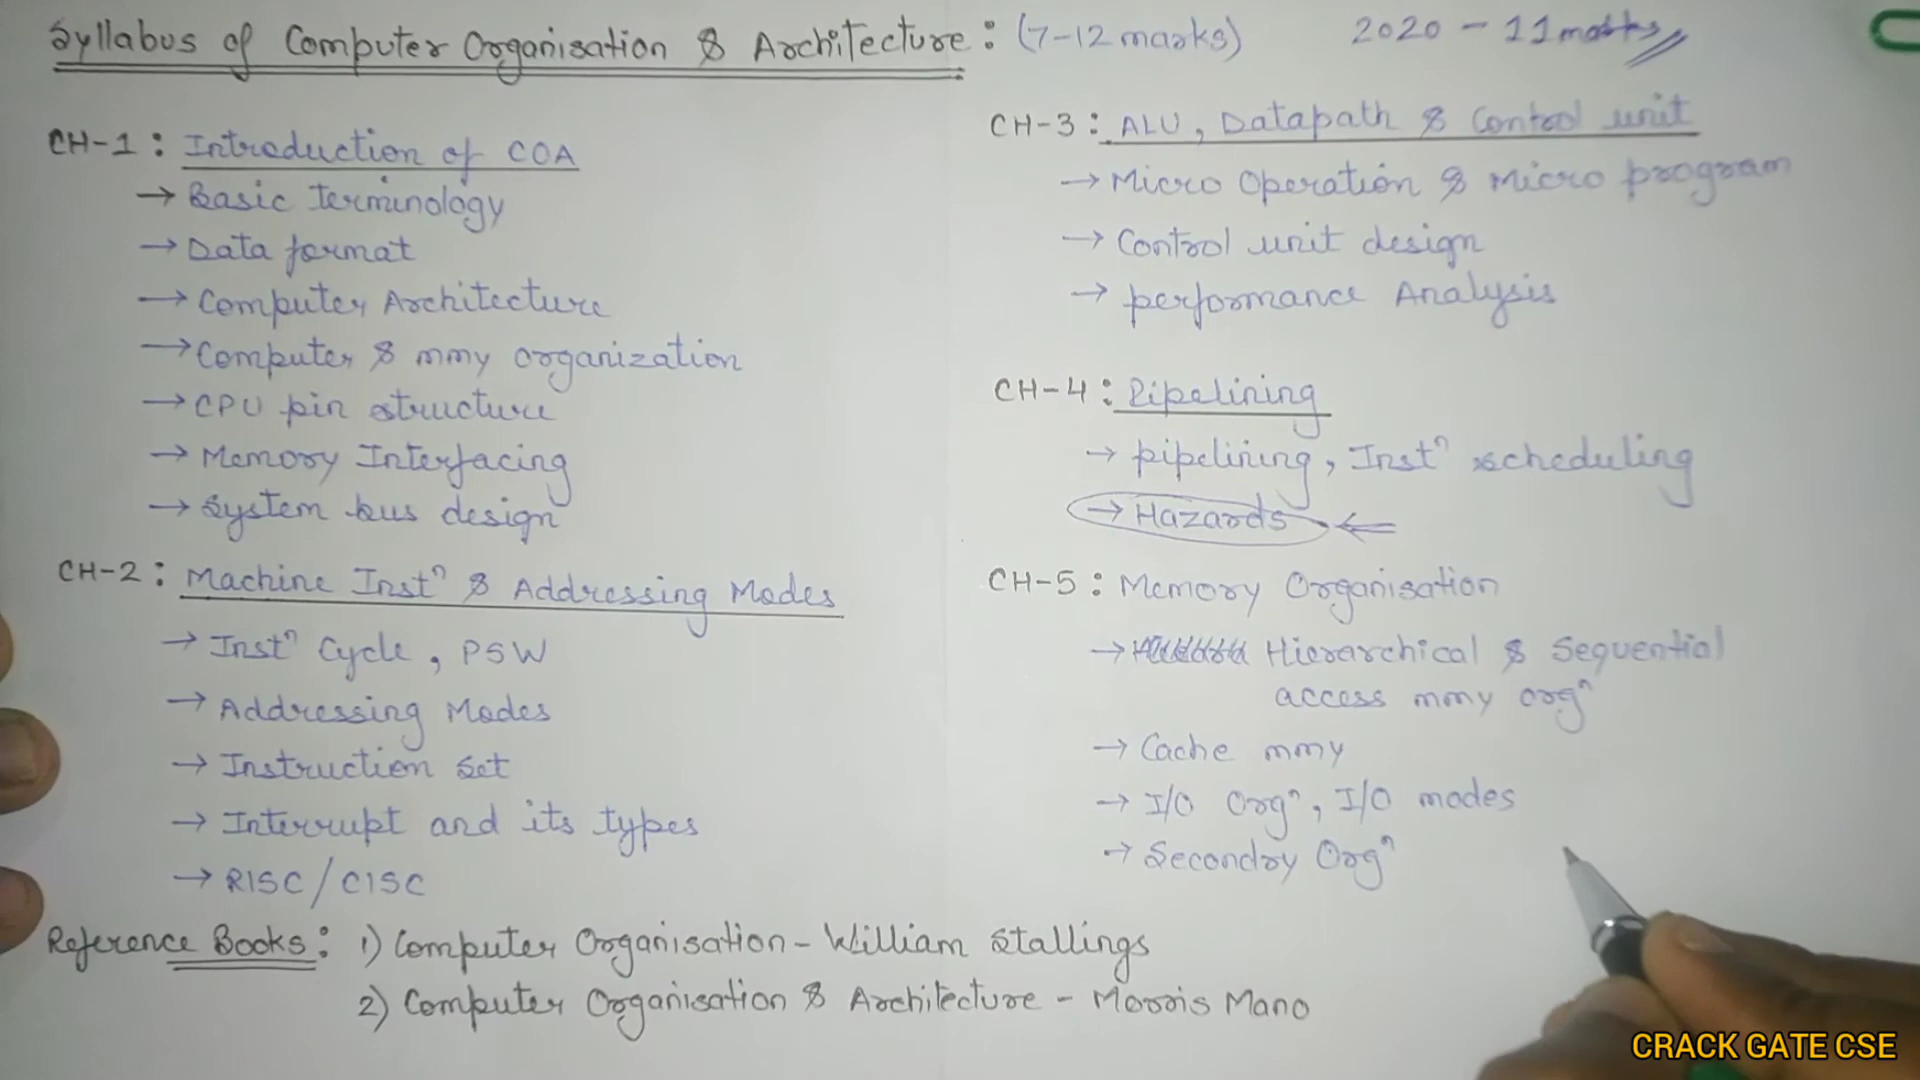 Syllabus of Computer Organisation & Architecture : (7-12 marks)
2020 - 11 marks
CH-1 : Introduction of COA
→ Basic terminology
→ Data format
→ Computer Architecture
→ Computer & mmy organization
→ CPU pin structure
→ Memory Interfacing
→ System bus design
CH-2 : Machine Instⁿ & Addressing Modes
→ Instⁿ Cycle, PSW
→ Addressing Modes
→ Instruction set
→ Interrupt and its types
→ RISC/CISC
CH-3 : ALU, Datapath & Control unit
→ Micro Operation & Micro program
→ Control unit design
→ performance Analysis
CH-4 : Pipelining
→ pipelining, Instⁿ scheduling
→ Hazards ←
CH-5 : Memory Organisation
→ Hierarchical & Sequential
access mmy orgⁿ
→ Cache mmy
→ I/O Orgⁿ, I/O modes
→ Secondry Orgⁿ
Reference Books : 1) Computer Organisation - William Stallings
2) Computer Organisation & Architecture - Morris Mano
CRACK GATE CSE